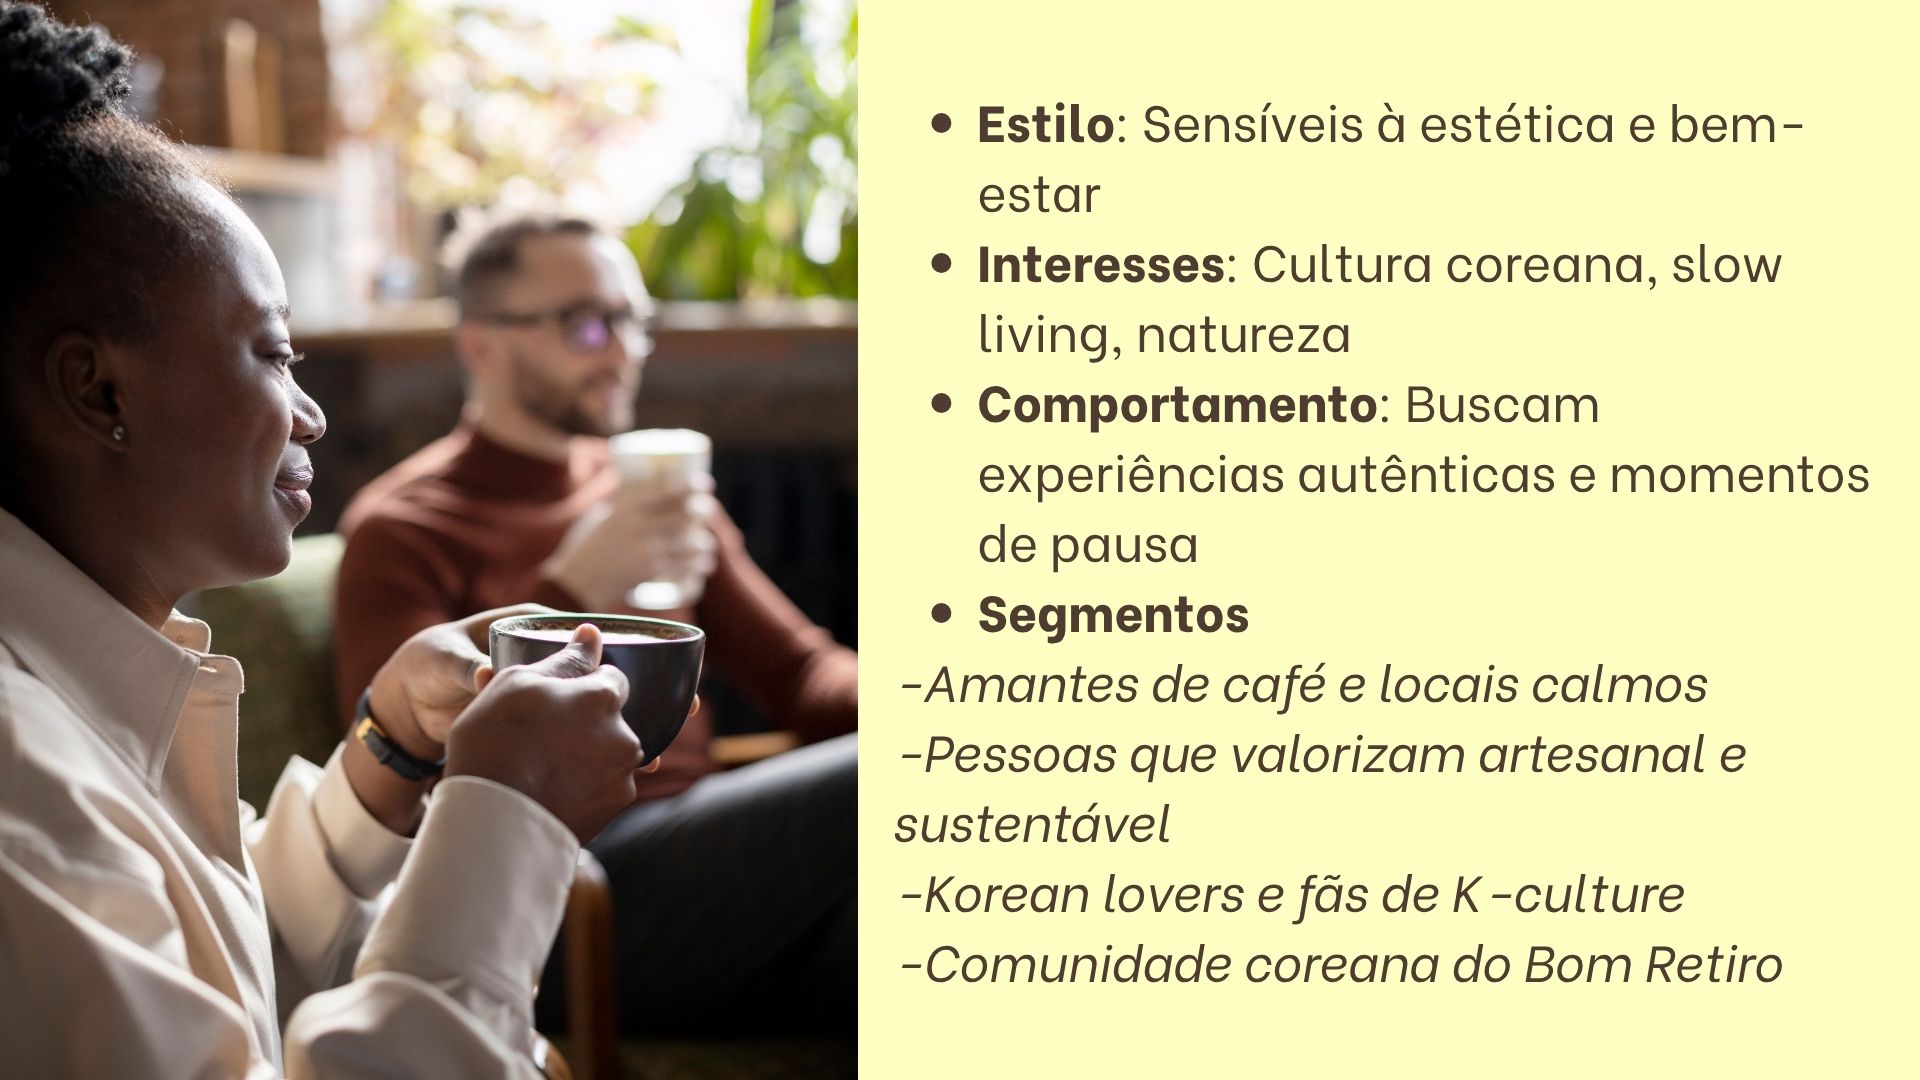 • Estilo: Sensíveis à estética e bem-
estar
• Interesses: Cultura coreana, slow
living, natureza
• Comportamento: Buscam
experiências autênticas e momentos
de pausa
• Segmentos
-Amantes de café e locais calmos
-Pessoas que valorizam artesanal e
sustentável
-Korean lovers e fãs de K-culture
-Comunidade coreana do Bom Retiro